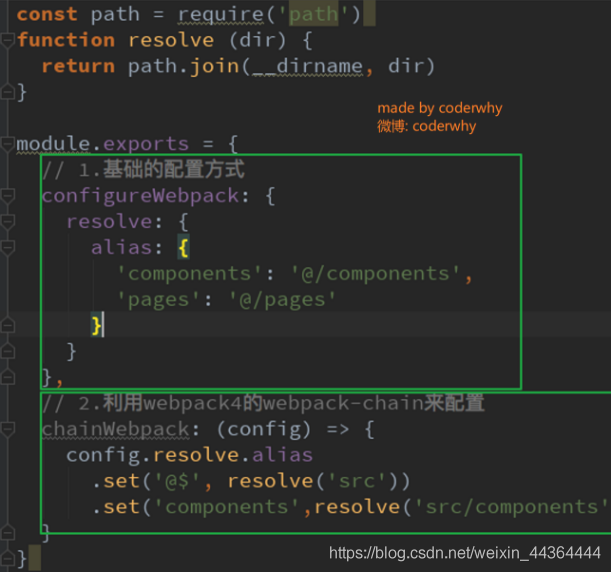 const path = require('path')
function resolve (dir) {
  return path.join(__dirname, dir)
}
made by coderwhy
微博: coderwhy
module.exports = {
  // 1.基础的配置方式
  configureWebpack: {
    resolve: {
      alias: {
        'components': '@/components',
        'pages': '@/pages'
      }
    }
  },
  // 2.利用webpack4的webpack-chain来配置
  chainWebpack: (config) => {
    config.resolve.alias
      .set('@$', resolve('src'))
      .set('components',resolve('src/components'
  }
}
https://blog.csdn.net/weixin_44364444